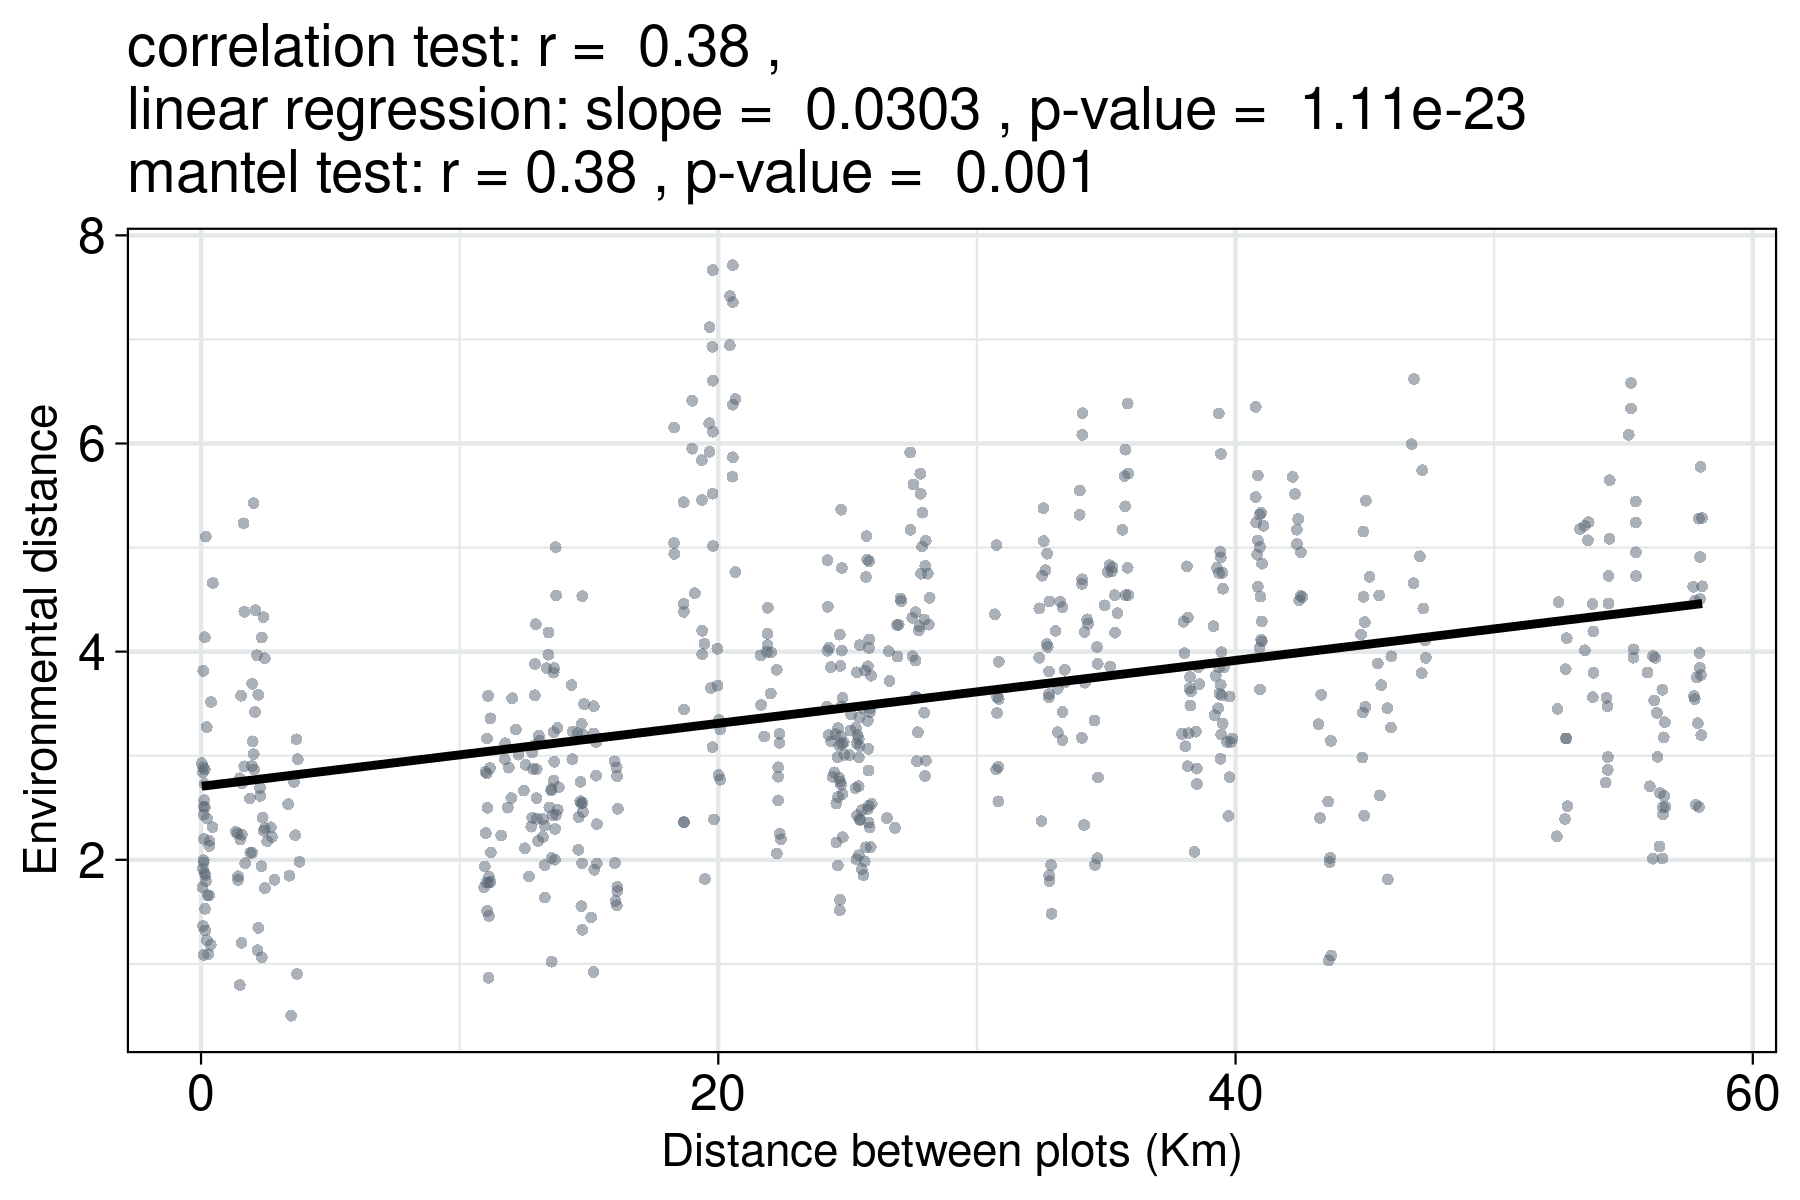 correlation test: r =  0.38 ,
linear regression: slope =  0.0303 , p-value =  1.11e-23
mantel test: r = 0.38 , p-value =  0.001
8
6
4
2
Environmental distance
0 20 40 60
Distance between plots (Km)